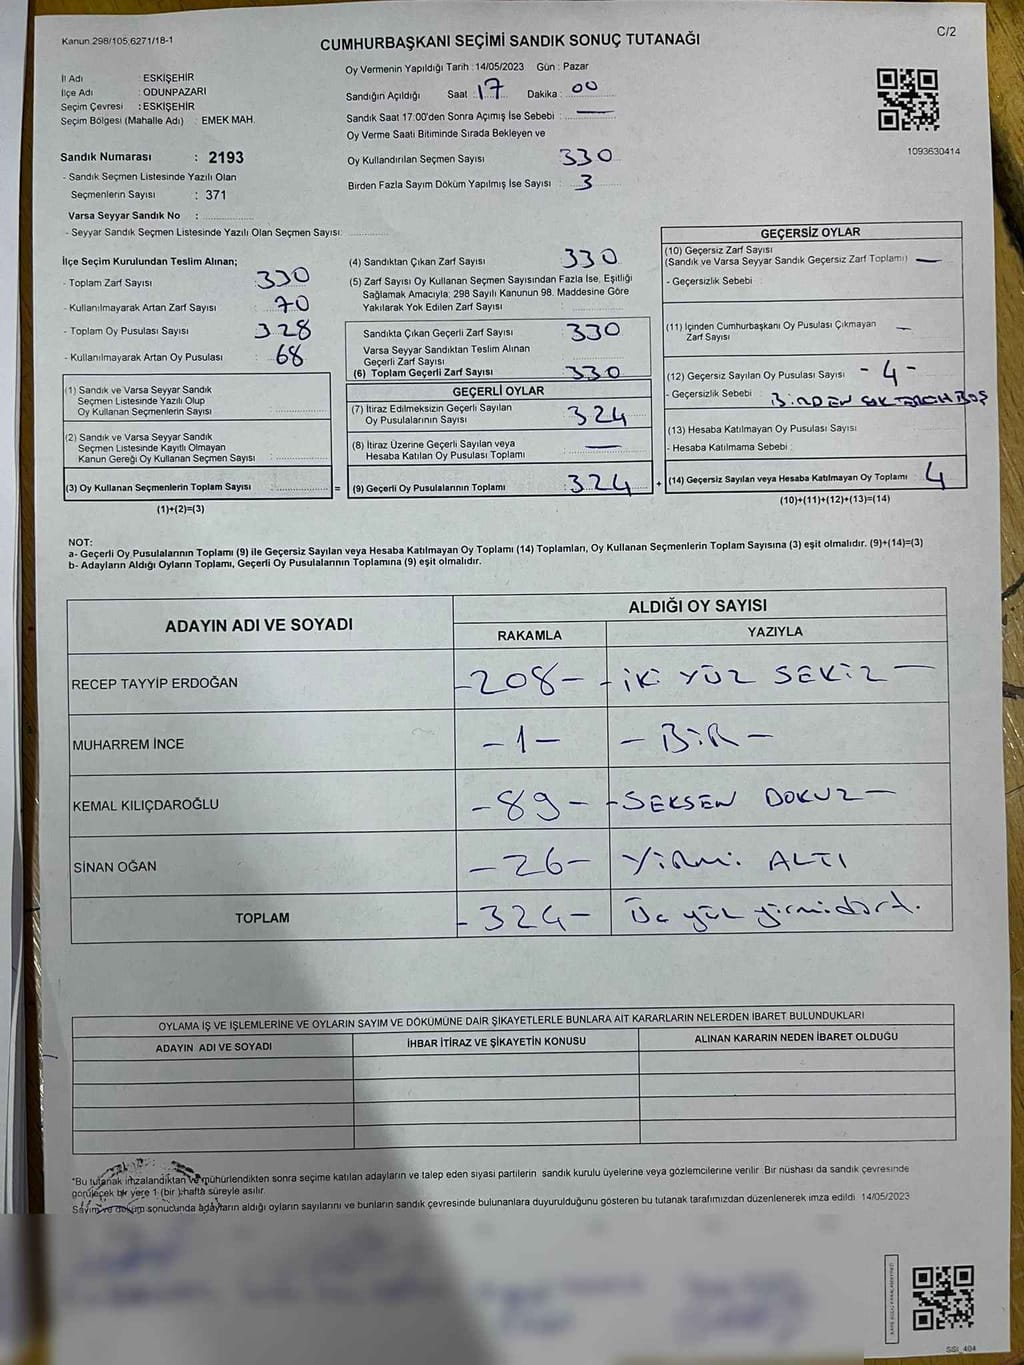 Kanun 298/105,6271/18-1
C/2
CUMHURBAŞKANI SEÇİMİ SANDIK SONUÇ TUTANAĞI
İl Adı : ESKİŞEHİR
İlçe Adı : ODUNPAZARI
Seçim Çevresi : ESKİŞEHİR
Seçim Bölgesi (Mahalle Adı) : EMEK MAH.
Sandık Numarası : 2193
- Sandık Seçmen Listesinde Yazılı Olan
Seçmenlerin Sayısı : 371
Varsa Seyyar Sandık No :
- Seyyar Sandık Seçmen Listesinde Yazılı Olan Seçmen Sayısı:
Oy Vermenin Yapıldığı Tarih : 14/05/2023 Gün : Pazar
Sandığın Açıldığı Saat : 17 Dakika : 00
Sandık Saat 17.00'den Sonra Açımış İse Sebebi : —
Oy Verme Saati Bitiminde Sırada Bekleyen ve
Oy Kullandırılan Seçmen Sayısı 330
Birden Fazla Sayım Döküm Yapılmış İse Sayısı : 3
1093630414
İlçe Seçim Kurulundan Teslim Alınan;
- Toplam Zarf Sayısı : 330
- Kullanılmayarak Artan Zarf Sayısı : 70
- Toplam Oy Pusulası Sayısı : 328
- Kullanılmayarak Artan Oy Pusulası : 68
(1) Sandık ve Varsa Seyyar Sandık
Seçmen Listesinde Yazılı Olup
Oy Kullanan Seçmenlerin Sayısı :
(2) Sandık ve Varsa Seyyar Sandık
Seçmen Listesinde Kayıtlı Olmayan
Kanun Gereği Oy Kullanan Seçmen Sayısı :
(3) Oy Kullanan Seçmenlerin Toplam Sayısı :
=
(1)+(2)=(3)
(4) Sandıktan Çıkan Zarf Sayısı : 330
(5) Zarf Sayısı Oy Kullanan Seçmen Sayısından Fazla İse, Eşitliği
Sağlamak Amacıyla; 298 Sayılı Kanunun 98. Maddesine Göre
Yakılarak Yok Edilen Zarf Sayısı :
Sandıkta Çıkan Geçerli Zarf Sayısı : 330
Varsa Seyyar Sandıktan Teslim Alınan
Geçerli Zarf Sayısı
(6) Toplam Geçerli Zarf Sayısı : 330
GEÇERLİ OYLAR
(7) İtiraz Edilmeksizin Geçerli Sayılan
Oy Pusulalarının Sayısı : 324
(8) İtiraz Üzerine Geçerli Sayılan veya
Hesaba Katılan Oy Pusulası Toplamı : —
(9) Geçerli Oy Pusulalarının Toplamı : 324
+
GEÇERSİZ OYLAR
(10) Geçersiz Zarf Sayısı
(Sandık ve Varsa Seyyar Sandık Geçersiz Zarf Toplamı) —
- Geçersizlik Sebebi :
(11) İçinden Cumhurbaşkanı Oy Pusulası Çıkmayan
Zarf Sayısı —
(12) Geçersiz Sayılan Oy Pusulası Sayısı : - 4 -
- Geçersizlik Sebebi : BİRDEN BOŞ
(13) Hesaba Katılmayan Oy Pusulası Sayısı
- Hesaba Katılmama Sebebi :
(14) Geçersiz Sayılan veya Hesaba Katılmayan Oy Toplamı : 4
(10)+(11)+(12)+(13)=(14)
NOT:
a- Geçerli Oy Pusulalarının Toplamı (9) ile Geçersiz Sayılan veya Hesaba Katılmayan Oy Toplamı (14) Toplamları, Oy Kullanan Seçmenlerin Toplam Sayısına (3) eşit olmalıdır. (9)+(14)=(3)
b- Adayların Aldığı Oyların Toplamı, Geçerli Oy Pusulalarının Toplamına (9) eşit olmalıdır.
ADAYIN ADI VE SOYADI
ALDIĞI OY SAYISI
RAKAMLA YAZIYLA
RECEP TAYYİP ERDOĞAN -208- - İKİ YÜZ SEKİZ —
MUHARREM İNCE -1- - BİR -
KEMAL KILIÇDAROĞLU -89- - SEKSEN DOKUZ —
SİNAN OĞAN -26- YİRMİ ALTI
TOPLAM -324- Üç yüz yirmidört.
OYLAMA İŞ VE İŞLEMLERİNE VE OYLARIN SAYIM VE DÖKÜMÜNE DAİR ŞİKAYETLERLE BUNLARA AİT KARARLARIN NELERDEN İBARET BULUNDUKLARI
ADAYIN ADI VE SOYADI İHBAR İTİRAZ VE ŞİKAYETİN KONUSU ALINAN KARARIN NEDEN İBARET OLDUĞU
*Bu tutanak imzalandıktan ve mühürlendikten sonra seçime katılan adayların ve talep eden siyasi partilerin sandık kurulu üyelerine veya gözlemcilerine verilir. Bir nüshası da sandık çevresinde
görülecek bir yere 1 (bir) hafta süreyle asılır.
Sayım ve döküm sonucunda adayların aldığı oyların sayılarını ve bunların sandık çevresinde bulunanlara duyurulduğunu gösteren bu tutanak tarafımızdan düzenlenerek imza edildi. 14/05/2023
SSI_404